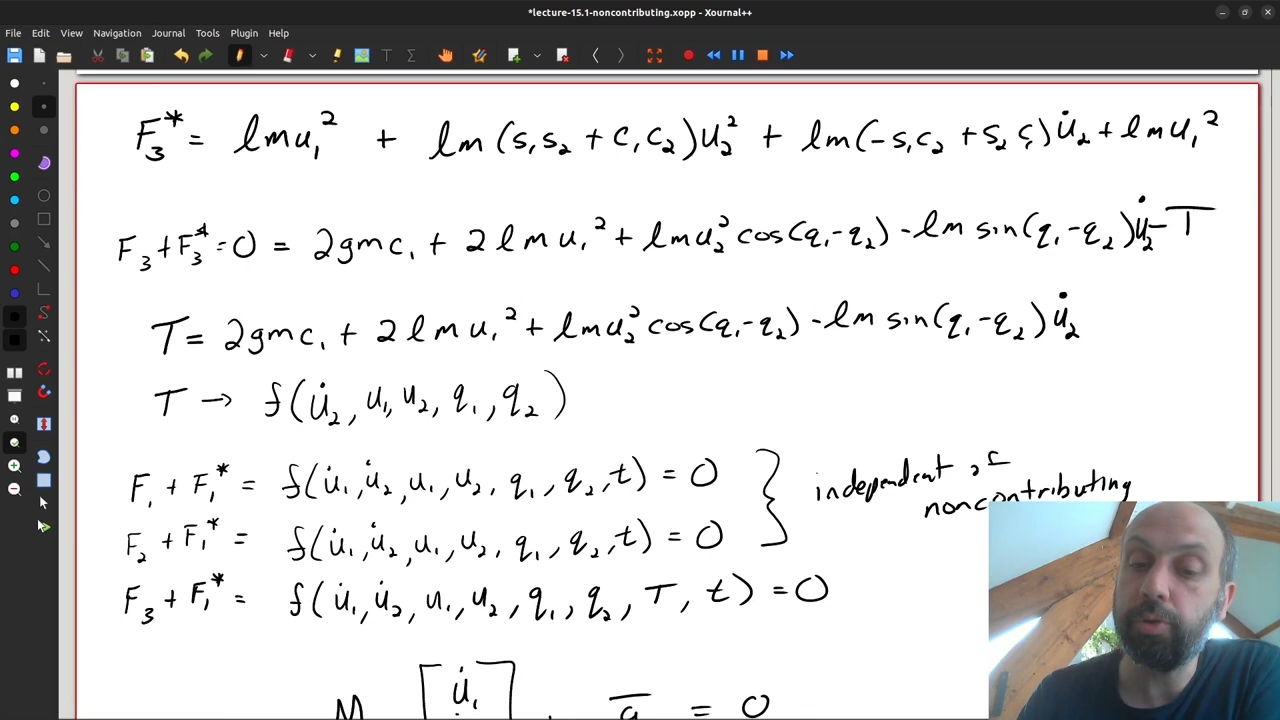 *lecture-15.1-noncontributing.xopp - Xournal++
File Edit View Navigation Journal Tools Plugin Help
F₃* = lmu₁² + lm(s₁s₂ + c₁c₂)u₂² + lm(-s₁c₂ + s₂c₁)u̇₂ + lmu₁²
F₃ + F₃* = 0 = 2gmc₁ + 2lmu₁² + lmu₂² cos(q₁-q₂) - lm sin(q₁-q₂)u̇₂ - T
T = 2gmc₁ + 2lmu₁² + lmu₂² cos(q₁-q₂) - lm sin(q₁-q₂)u̇₂
T → f(u̇₂, u₁, u₂, q₁, q₂)
F₁ + F₁* = f(u̇₁, u̇₂, u₁, u₂, q₁, q₂, t) = 0 } independent of
noncontributing
F₂ + F₁* = f(u̇₁, u̇₂, u₁, u₂, q₁, q₂, t) = 0
F₃ + F₁* = f(u̇₁, u̇₂, u₁, u₂, q₁, q₂, T, t) = 0
[u̇₁ = 0